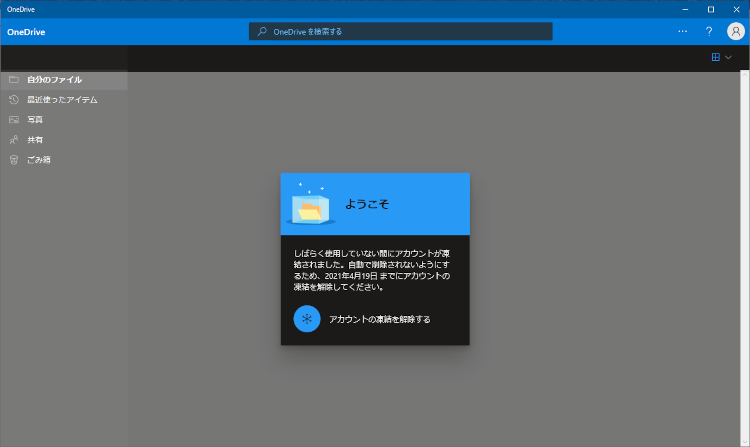 OneDrive
OneDrive
OneDrive を検索する
自分のファイル
最近使ったアイテム
写真
共有
ごみ箱
ようこそ
しばらく使用していない間にアカウントが凍
結されました。自動で削除されないようにす
るため、2021年4月19日 までにアカウントの
凍結を解除してください。
アカウントの凍結を解除する